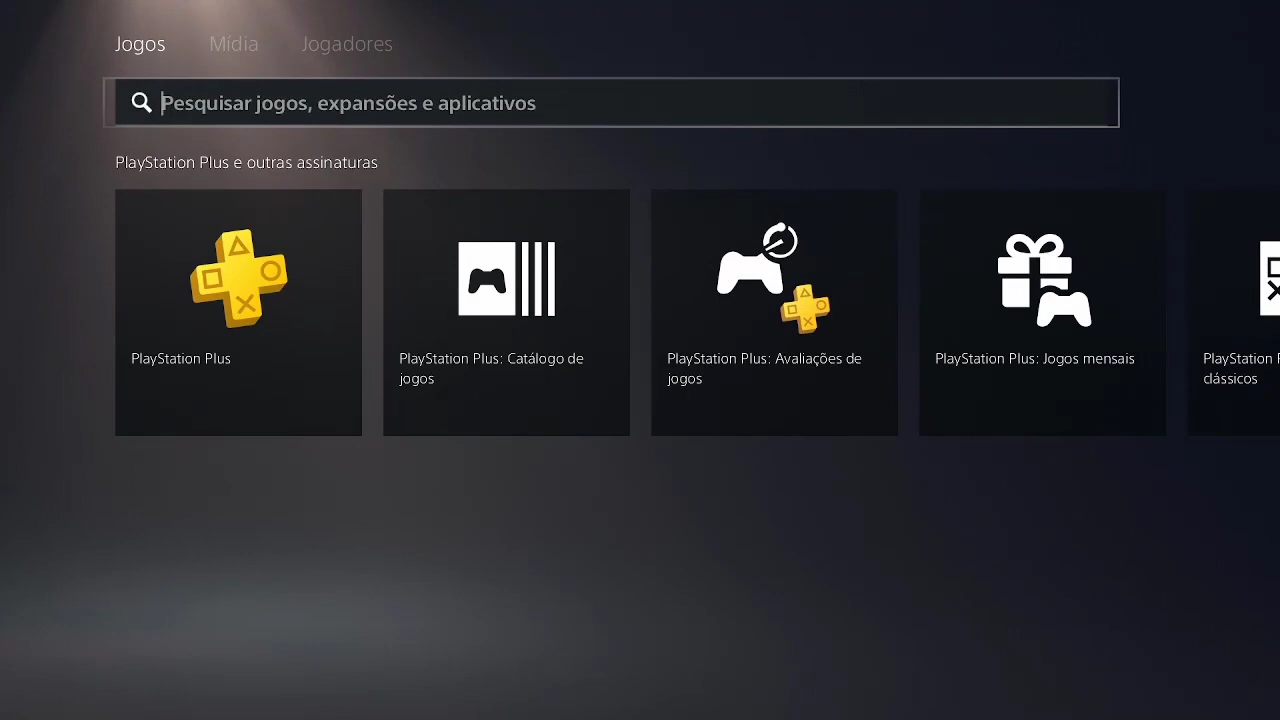 Jogos Mídia Jogadores
Pesquisar jogos, expansões e aplicativos
PlayStation Plus e outras assinaturas
PlayStation Plus
PlayStation Plus: Catálogo de
jogos
PlayStation Plus: Avaliações de
jogos
PlayStation Plus: Jogos mensais
PlayStation
clássicos